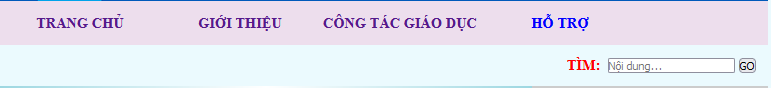 TRANG CHỦ GIỚI THIỆU CÔNG TÁC GIÁO DỤC HỖ TRỢ
TÌM: Nội dung... GO